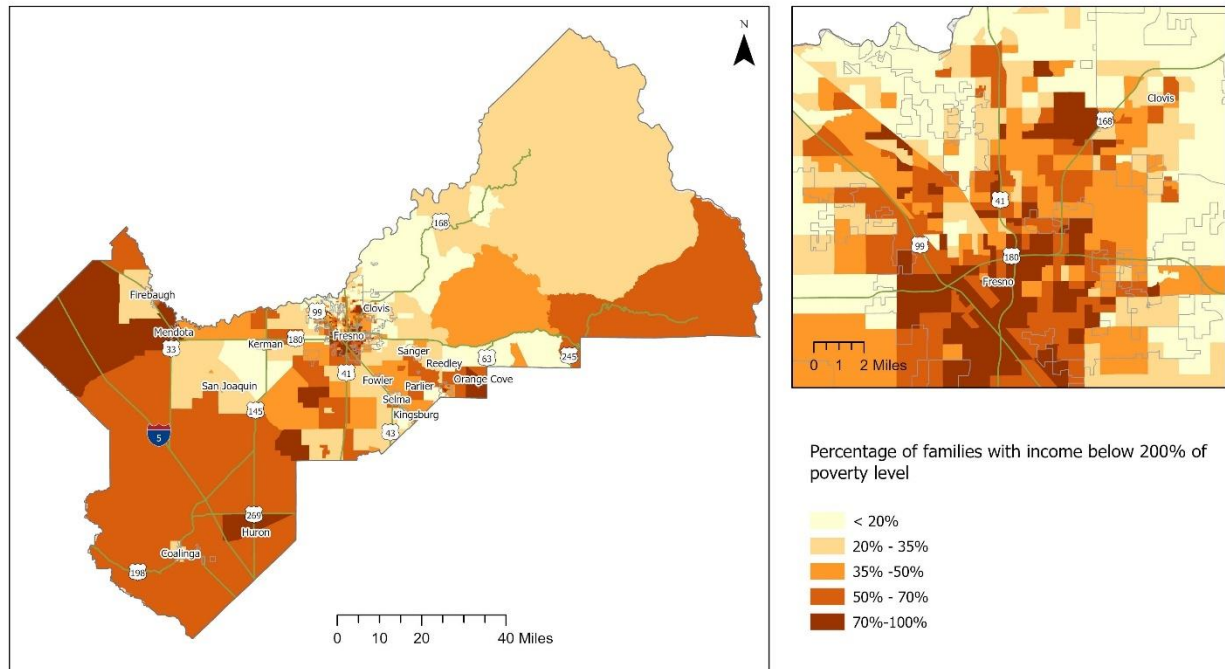 N
168
Firebaugh
99
Clovis
Mendota
Fresno
33
Kerman
180
Sanger
63
245
Reedley
41
San Joaquin
Fowler
Parlier
Orange Cove
145
Selma
Kingsburg
43
5
269
Huron
Coalinga
198
0 10 20 40 Miles
Clovis
168
41
99
180
Fresno
0 1 2 Miles
Percentage of families with income below 200% of
poverty level
< 20%
20% - 35%
35% -50%
50% - 70%
70%-100%